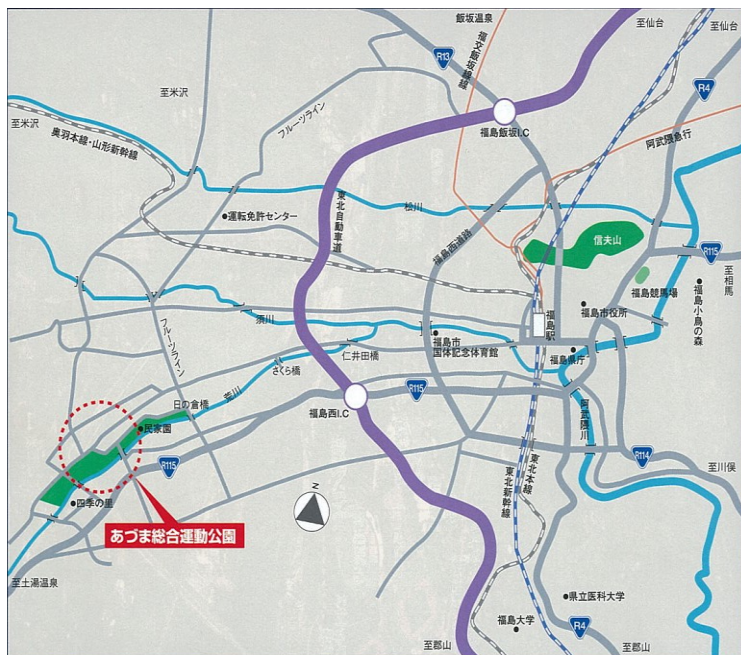 飯坂温泉
至仙台
至仙台
R13
福交飯坂線
R4
至米沢
フルーツライン
福島飯坂I.C
至米沢
奥羽本線・山形新幹線
阿武隈急行
東北自動車道
松川
運転免許センター
福島西道路
信夫山
R115
至相馬
福島競馬場
福島小鳥の森
福島市役所
福島駅
須川
フルーツライン
福島市
国体記念体育館
福島県庁
仁井田橋
さくら橋
荒川
日の倉橋
R115
福島西I.C
阿武隈川
民家園
R115
R114
至川俣
東北本線
東北新幹線
四季の里
N
あづま総合運動公園
至土湯温泉
県立医科大学
福島大学
R4
至郡山
至郡山